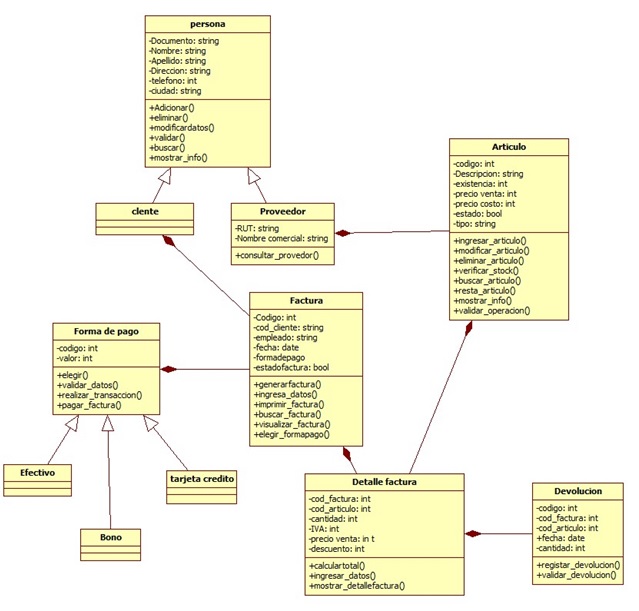 persona
-Documento: string
-Nombre: string
-Apellido: string
-Direccion: string
-telefono: int
-ciudad: string
+Adicionar()
+eliminar()
+modificardatos()
+validar()
+buscar()
+mostrar_info()
clente
Proveedor
-RUT: string
-Nombre comercial: string
+consultar_provedor()
Articulo
-codigo: int
-Descripcion: string
-existencia: int
-precio venta: int
-precio costo: int
-estado: bool
-tipo: string
+ingresar_articulo()
+modificar_articulo()
+eliminar_articulo()
+verificar_stock()
+buscar_articulo()
+resta_articulo()
+mostrar_info()
+validar_operacion()
Factura
-Codigo: int
-cod_cliente: string
-empleado: string
-fecha: date
-formadepago
-estadofactura: bool
+generarfactura()
+ingresa_datos()
+imprimir_factura()
+buscar_factura()
+visualizar_factura()
+elegir_formapago()
Forma de pago
-codigo: int
-valor: int
+elegir()
+validar_datos()
+realizar_transaccion()
+pagar_factura()
Efectivo
Bono
tarjeta credito
Detalle factura
-cod_factura: int
-cod_articulo: int
-cantidad: int
-IVA: int
-precio venta: in t
-descuento: int
+calculartotal()
+ingresar_datos()
+mostrar_detallefactura()
Devolucion
-codigo: int
-cod_factura: int
-cod_articulo: int
+fecha: date
-cantidad: int
+registar_devolucion()
+validar_devolucion()